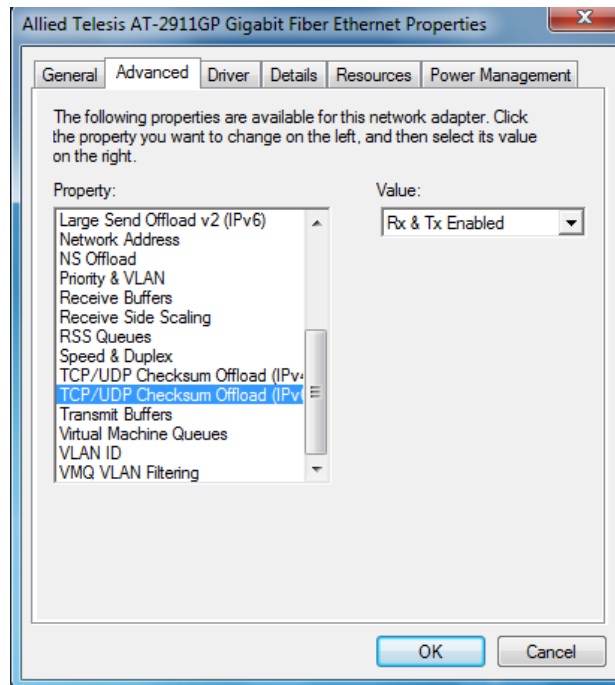 Allied Telesis AT-2911GP Gigabit Fiber Ethernet Properties
General Advanced Driver Details Resources Power Management
The following properties are available for this network adapter. Click
the property you want to change on the left, and then select its value
on the right.
Property:
Value:
Large Send Offload v2 (IPv6)
Network Address
NS Offload
Priority & VLAN
Receive Buffers
Receive Side Scaling
RSS Queues
Speed & Duplex
TCP/UDP Checksum Offload (IPv4
TCP/UDP Checksum Offload (IPv6
Transmit Buffers
Virtual Machine Queues
VLAN ID
VMQ VLAN Filtering
Rx & Tx Enabled
OK Cancel